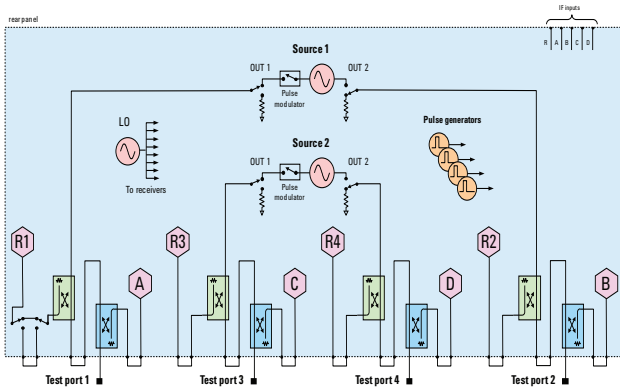 IF inputs
rear panel
R A B C D
Source 1
OUT 1
OUT 2
Pulse
modulator
LO
To receivers
Pulse generators
Source 2
OUT 1
OUT 2
Pulse
modulator
R1
R3
R4
R2
A
C
D
B
Test port 1
Test port 3
Test port 4
Test port 2